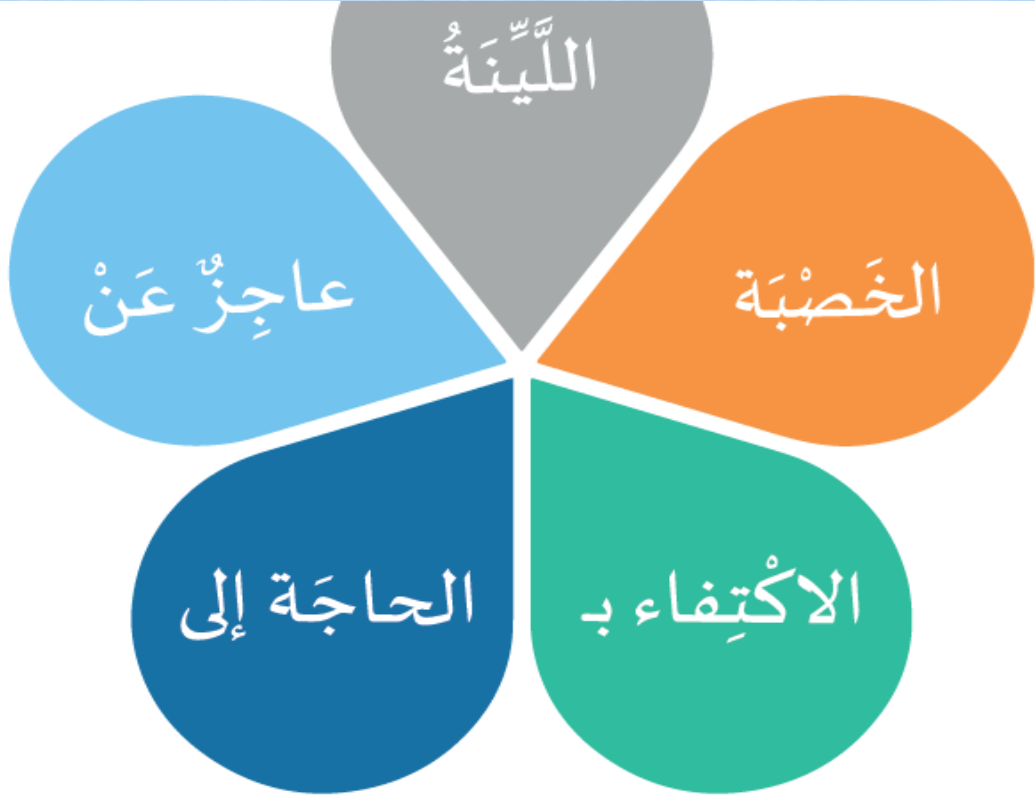 اللَّيِّنَةُ
الخَصْبَة
عاجِزٌ عَنْ
الاكْتِفاء بـ
الحاجَة إلى